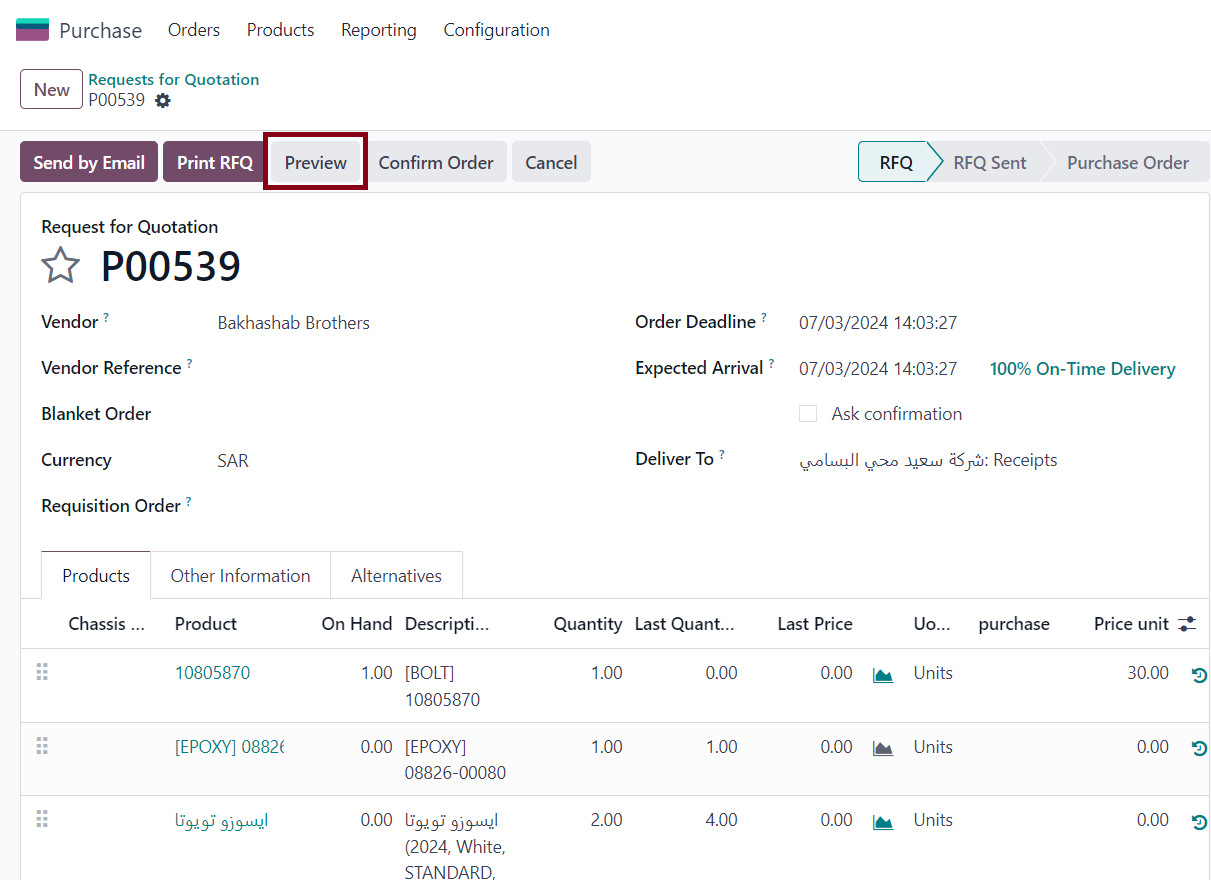 Purchase Orders Products Reporting Configuration
New Requests for Quotation
P00539
Send by Email Print RFQ Preview Confirm Order Cancel RFQ RFQ Sent Purchase Order
Request for Quotation
P00539
Vendor ? Bakhashab Brothers Order Deadline ? 07/03/2024 14:03:27
Vendor Reference ? Expected Arrival ? 07/03/2024 14:03:27 100% On-Time Delivery
Blanket Order Ask confirmation
Currency SAR Deliver To ? شركة سعيد محي البسامي: Receipts
Requisition Order ?
Products Other Information Alternatives
Chassis ... Product On Hand Descripti... Quantity Last Quant... Last Price Uo... purchase Price unit
10805870 1.00 [BOLT] 1.00 0.00 0.00 Units 30.00
10805870
[EPOXY] 08826 0.00 [EPOXY] 1.00 1.00 0.00 Units 0.00
08826-00080
ايسوزو تويوتا 0.00 ايسوزو تويوتا 2.00 4.00 0.00 Units 0.00
(2024, White,
STANDARD,